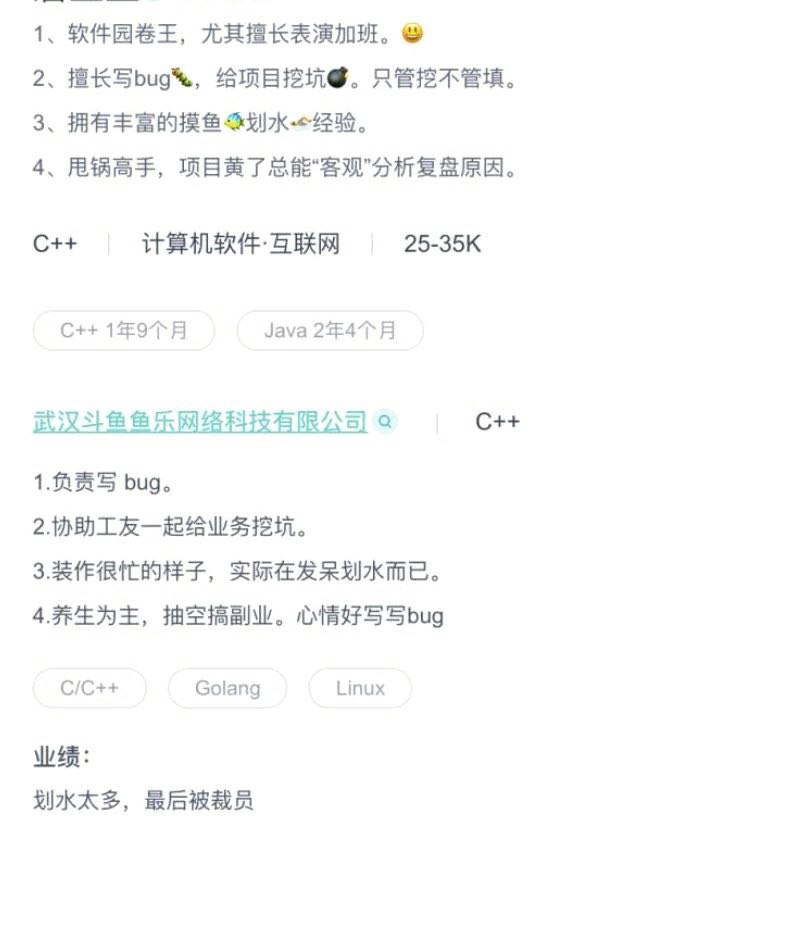 1、软件园卷王，尤其擅长表演加班。😃
2、擅长写bug🐛，给项目挖坑💣。只管挖不管填。
3、拥有丰富的摸鱼🐠划水🏊经验。
4、甩锅高手，项目黄了总能“客观”分析复盘原因。
C++ 计算机软件·互联网 25-35K
C++ 1年9个月 Java 2年4个月
武汉斗鱼鱼乐网络科技有限公司 C++
1.负责写 bug。
2.协助工友一起给业务挖坑。
3.装作很忙的样子，实际在发呆划水而已。
4.养生为主，抽空搞副业。心情好写写bug
C/C++ Golang Linux
业绩：
划水太多，最后被裁员